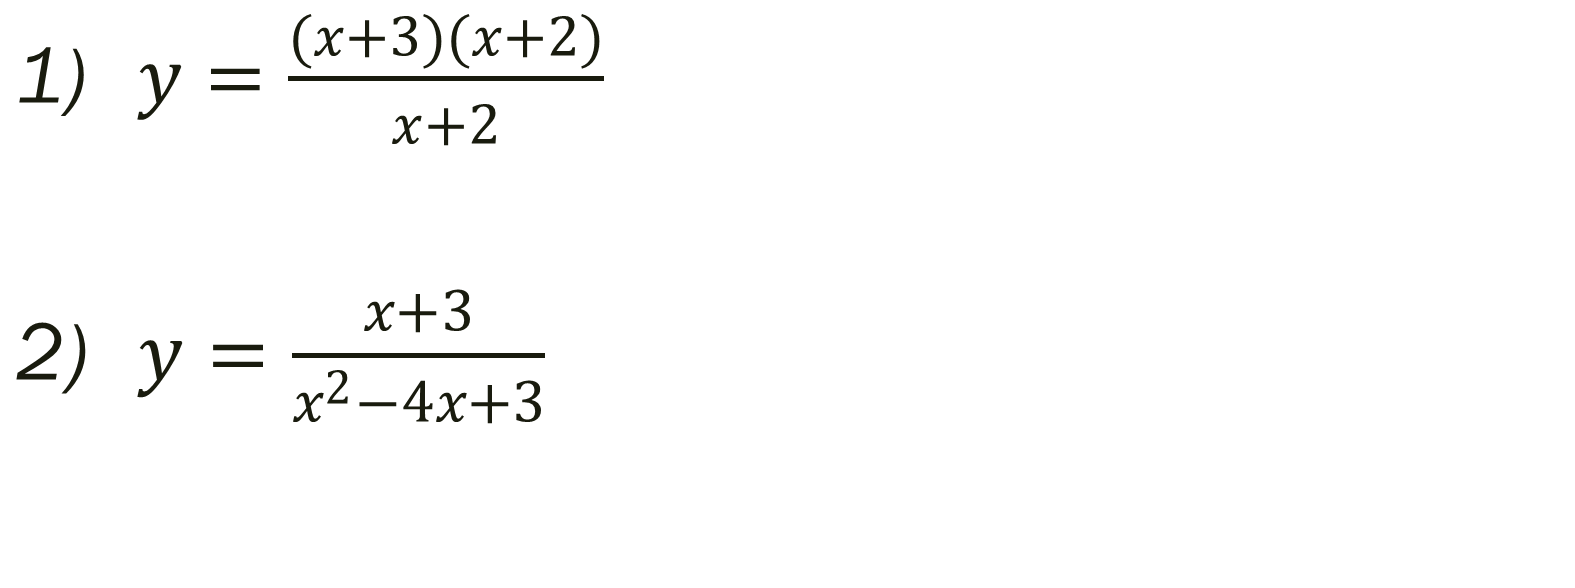 1) y = (x+3)(x+2)/x+2
2) y = x+3/x²−4x+3